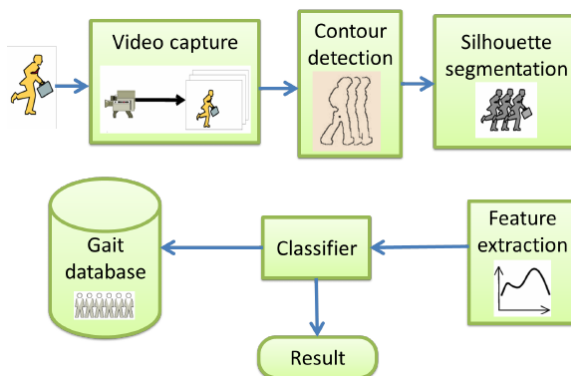 Video capture
Contour
detection
Silhouette
segmentation
Gait
database
Classifier
Feature
extraction
Result